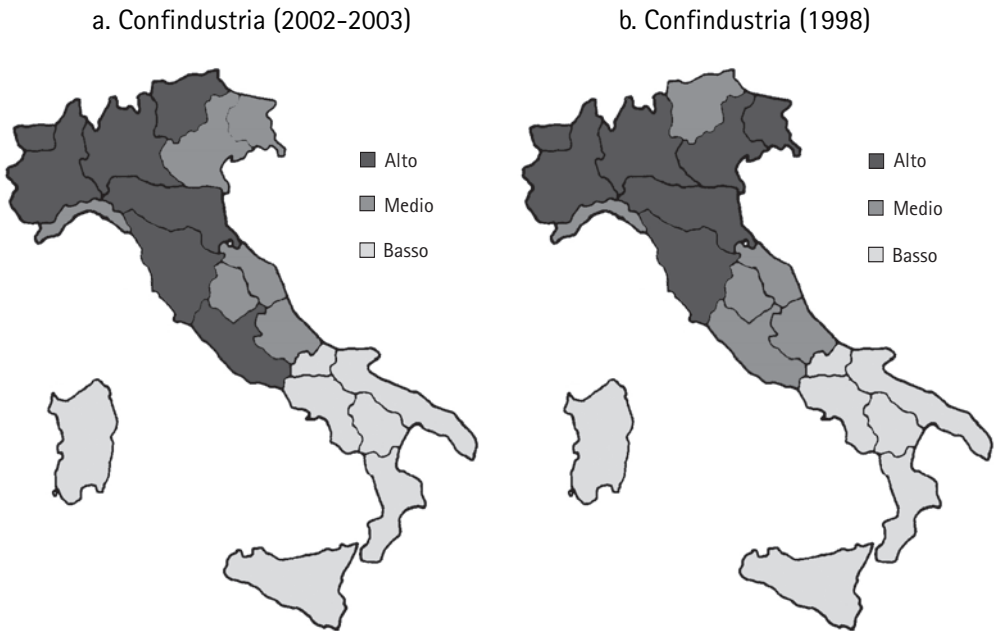 a. Confindustria (2002-2003)
Alto
Medio
Basso
b. Confindustria (1998)
Alto
Medio
Basso